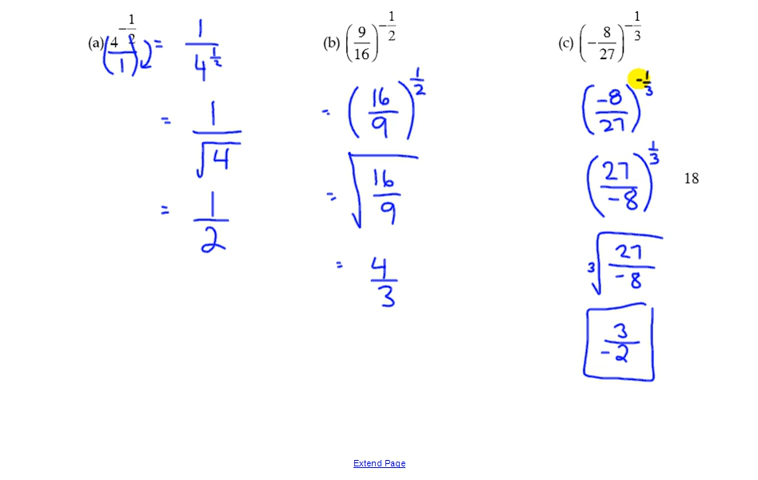 (a) 4^{-1/2} = 1/4^{1/2}
(4/1)
= 1/√4
= 1/2
(b) (9/16)^{-1/2}
= (16/9)^{1/2}
= √(16/9)
= 4/3
(c) (-8/27)^{-1/3}
(-8/27)^{-1/3}
(27/-8)^{1/3}
∛(27/-8)
3/-2
18
Extend Page